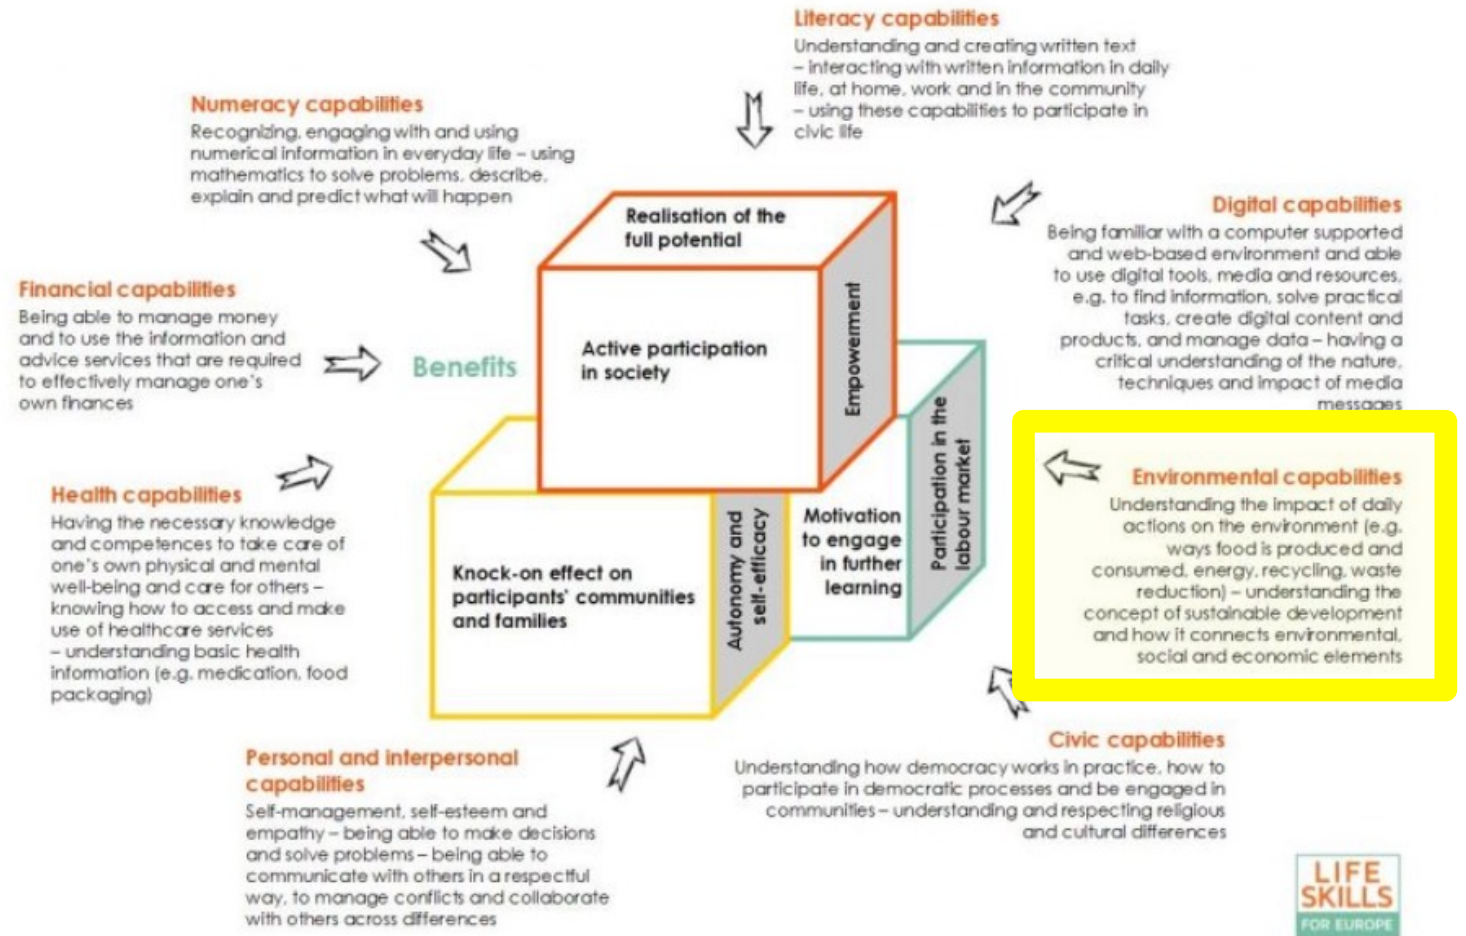 Literacy capabilities
Understanding and creating written text
– interacting with written information in daily
life, at home, work and in the community
– using these capabilities to participate in
civic life
Numeracy capabilities
Recognizing, engaging with and using
numerical information in everyday life – using
mathematics to solve problems, describe,
explain and predict what will happen
Digital capabilities
Being familiar with a computer supported
and web-based environment and able
to use digital tools, media and resources,
e.g. to find information, solve practical
tasks, create digital content and
products, and manage data – having a
critical understanding of the nature,
techniques and impact of media
messages
Financial capabilities
Being able to manage money
and to use the information and
advice services that are required
to effectively manage one's
own finances
Benefits
Realisation of the
full potential
Active participation
in society
Empowerment
Knock-on effect on
participants' communities
and families
Autonomy and
self-efficacy
Motivation
to engage
in further
learning
Participation in the
labour market
Environmental capabilities
Understanding the impact of daily
actions on the environment (e.g.
ways food is produced and
consumed, energy, recycling, waste
reduction) – understanding the
concept of sustainable development
and how it connects environmental,
social and economic elements
Health capabilities
Having the necessary knowledge
and competences to take care of
one's own physical and mental
well-being and care for others –
knowing how to access and make
use of healthcare services
– understanding basic health
information (e.g. medication, food
packaging)
Civic capabilities
Understanding how democracy works in practice, how to
participate in democratic processes and be engaged in
communities – understanding and respecting religious
and cultural differences
Personal and interpersonal
capabilities
Self-management, self-esteem and
empathy – being able to make decisions
and solve problems – being able to
communicate with others in a respectful
way, to manage conflicts and collaborate
with others across differences
LIFE
SKILLS
FOR EUROPE